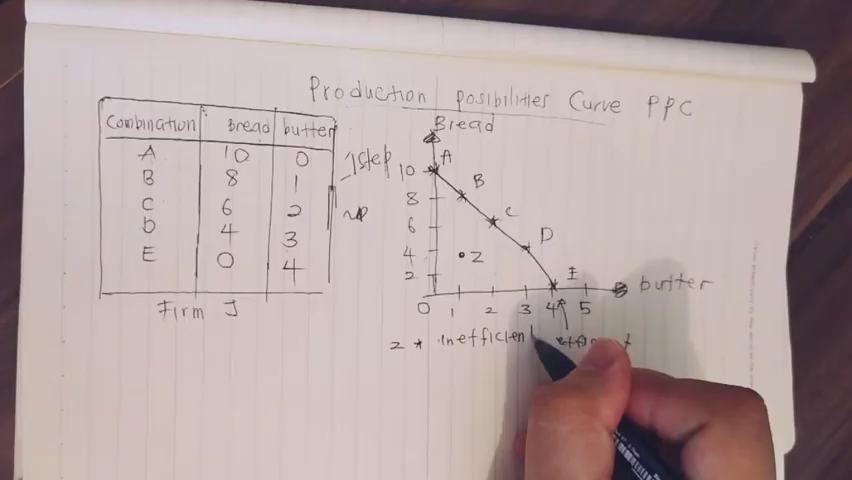 Production Posibilities Curve PPC
Combination Bread butter
A 10 0
B 8 1
C 6 2
D 4 3
E 0 4
Firm J
1step
Bread
10 A
8 B
6 C
4 Z D
2 E
butter
0 1 2 3 4 5
z * inefficien